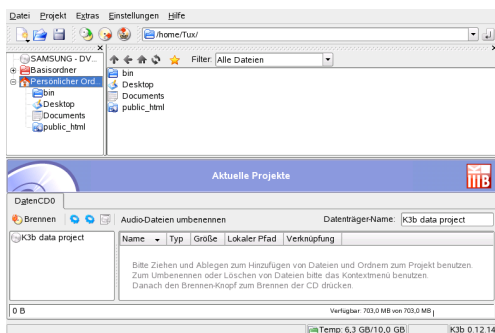 Datei Projekt Extras Einstellungen Hilfe
/home/Tux/
SAMSUNG - DV...
Basisordner
Persönlicher Ord...
bin
Desktop
Documents
public_html
Filter: Alle Dateien
bin
Desktop
Documents
public_html
Aktuelle Projekte
DatenCD0
Brennen Audio-Dateien umbenennen Datenträger-Name: K3b data project
K3b data project
Name Typ Größe Lokaler Pfad Verknüpfung
Bitte Ziehen und Ablegen zum Hinzufügen von Dateien und Ordnern zum Projekt benutzen.
Zum Umbenennen oder Löschen von Dateien bitte das Kontextmenü benutzen.
Danach den Brennen-Knopf zum Brennen der CD drücken.
0 B Verfügbar: 703,0 MB von 703,0 MB
Temp: 6,3 GB/10,0 GB K3b 0.12.14